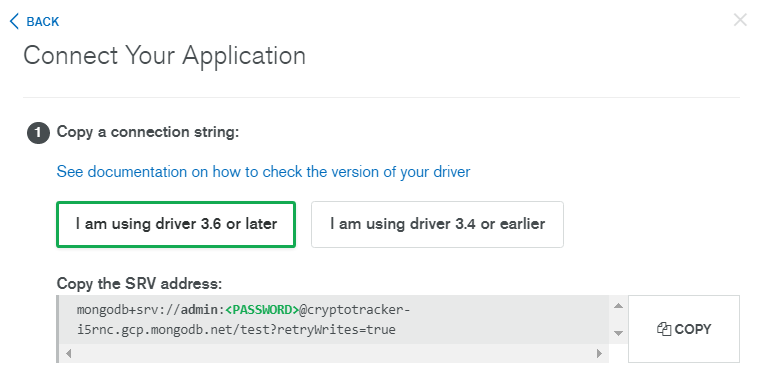 BACK
Connect Your Application
1 Copy a connection string:
See documentation on how to check the version of your driver
I am using driver 3.6 or later
I am using driver 3.4 or earlier
Copy the SRV address:
mongodb+srv://admin:<PASSWORD>@cryptotracker-
i5rnc.gcp.mongodb.net/test?retryWrites=true
COPY